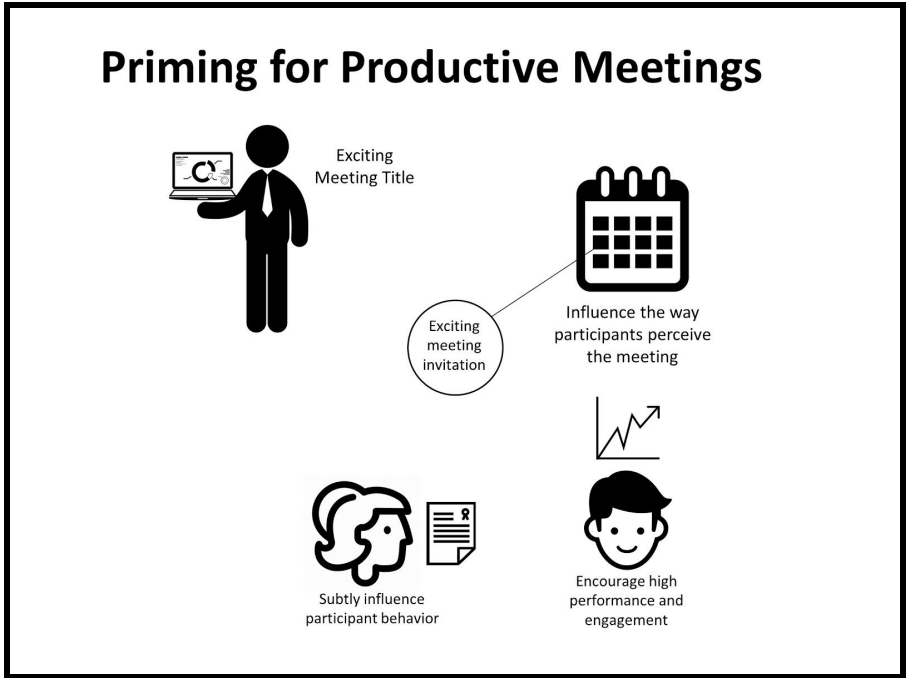 Priming for Productive Meetings
Exciting
Meeting Title
Influence the way
participants perceive
the meeting
Exciting
meeting
invitation
Subtly influence
participant behavior
Encourage high
performance and
engagement